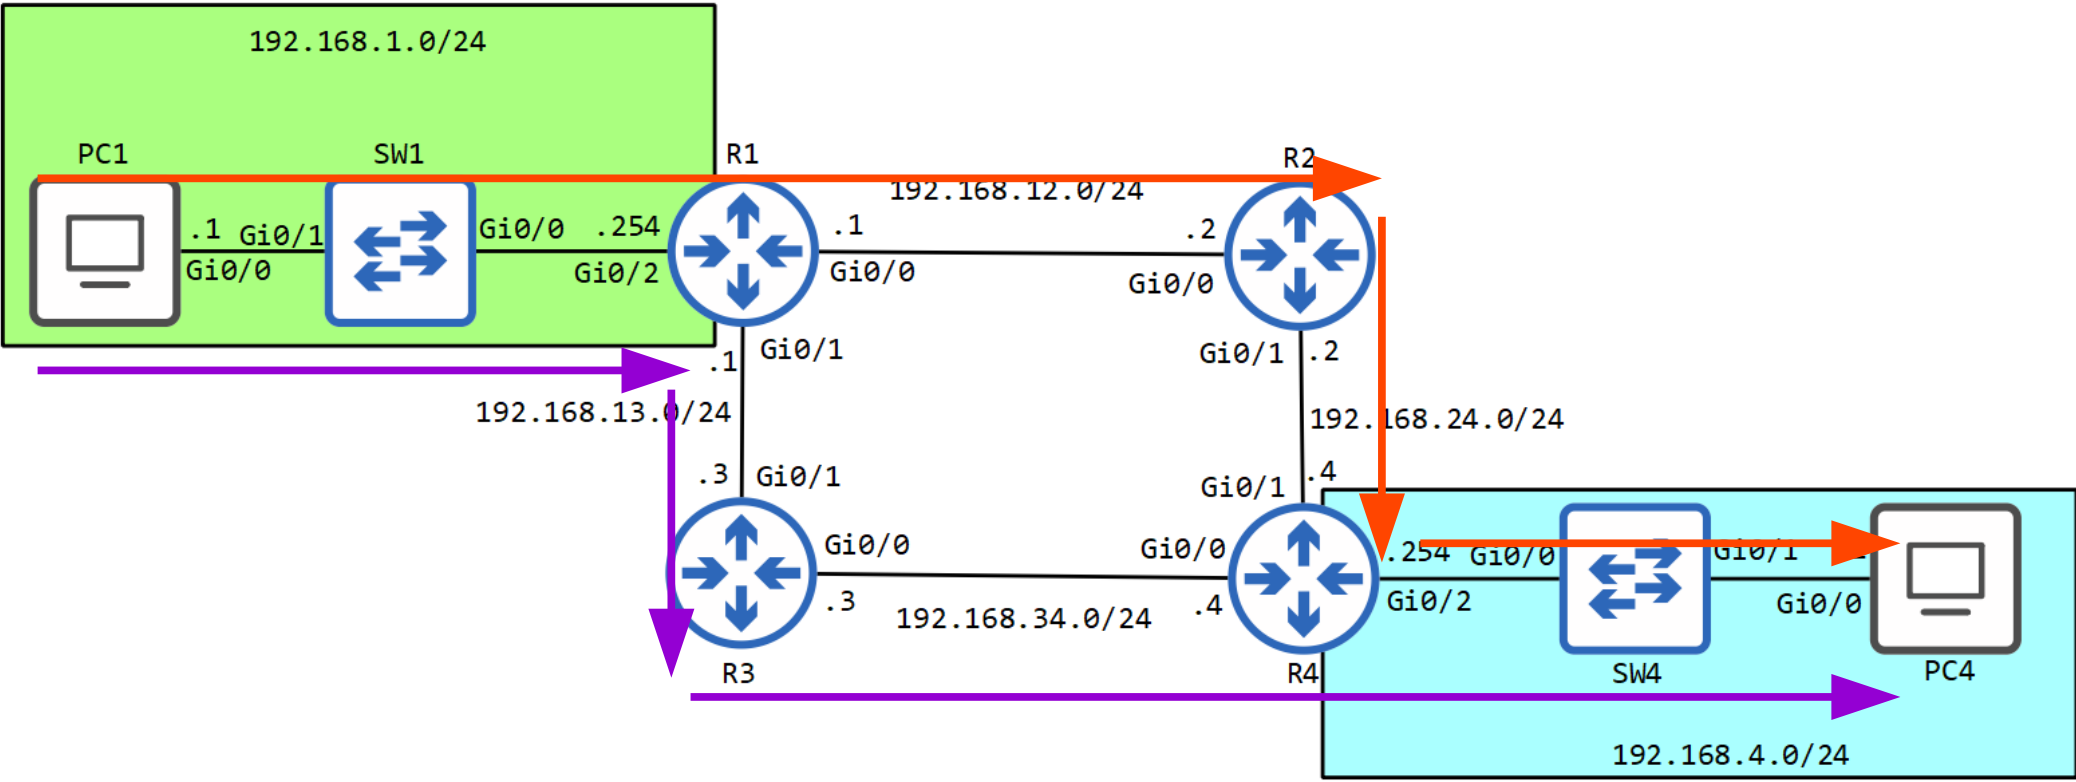 192.168.1.0/24
PC1
SW1
R1
R2
192.168.12.0/24
.1
Gi0/1
Gi0/0
Gi0/0
.254
Gi0/2
.1
Gi0/0
.2
Gi0/0
.1
Gi0/1
Gi0/1
.2
192.168.13.0/24
192.168.24.0/24
.3
Gi0/1
Gi0/1
.4
Gi0/0
.3
Gi0/0
.4
192.168.34.0/24
.254
Gi0/0
Gi0/1
Gi0/2
Gi0/0
R3
R4
SW4
PC4
192.168.4.0/24